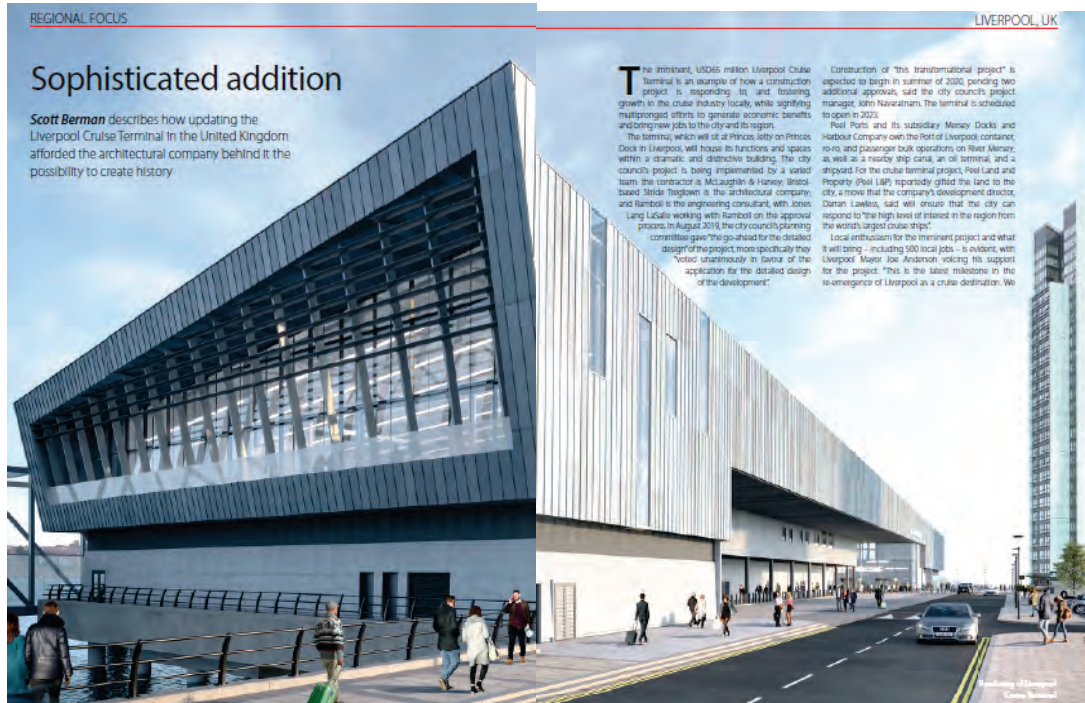 REGIONAL FOCUS
LIVERPOOL, UK
Sophisticated addition
Scott Berman describes how updating the
Liverpool Cruise Terminal in the United Kingdom
afforded the architectural company behind it the
possibility to create history
The imminent, USD65 million Liverpool Cruise
Terminal is an example of how a construction
project is responding to, and fostering,
growth in the cruise industry locally, while signifying
multipronged efforts to generate economic benefits
and bring new jobs to the city and its region.
The terminal, which will sit at Princes Jetty on Princes
Dock in Liverpool, will house its functions and spaces
within a dramatic and distinctive building. The city
council's project is being implemented by a varied
team: the contractor is McLaughlin & Harvey; Bristol-
based Stride Treglown is the architectural company;
and Ramboll is the engineering consultant, with Jones
Lang LaSalle working with Ramboll on the approval
process. In August 2019, the city council's planning
committee gave "the go-ahead for the detailed
design" of the project, more specifically they
"voted unanimously in favour of the
application for the detailed design
of the development".
Construction of "this transformational project" is
expected to begin in summer of 2020, pending two
additional approvals, said the city council's project
manager, John Navaratnam. The terminal is scheduled
to open in 2023.
Peel Ports and its subsidiary Mersey Docks and
Harbour Company own the Port of Liverpool; container,
ro-ro, and passenger bulk operations on River Mersey;
as well as a nearby ship canal, an oil terminal, and a
shipyard. For the cruise terminal project, Peel Land and
Property (Peel L&P) reportedly gifted the land to the
city, a move that the company's development director,
Darran Lawless, said will ensure that the city can
respond to "the high level of interest in the region from
the world's largest cruise ships".
Local enthusiasm for the imminent project and what
it will bring – including 500 local jobs – is evident, with
Liverpool Mayor Joe Anderson voicing his support
for the project: "This is the latest milestone in the
re-emergence of Liverpool as a cruise destination. We
Rendering of Liverpool
Cruise Terminal